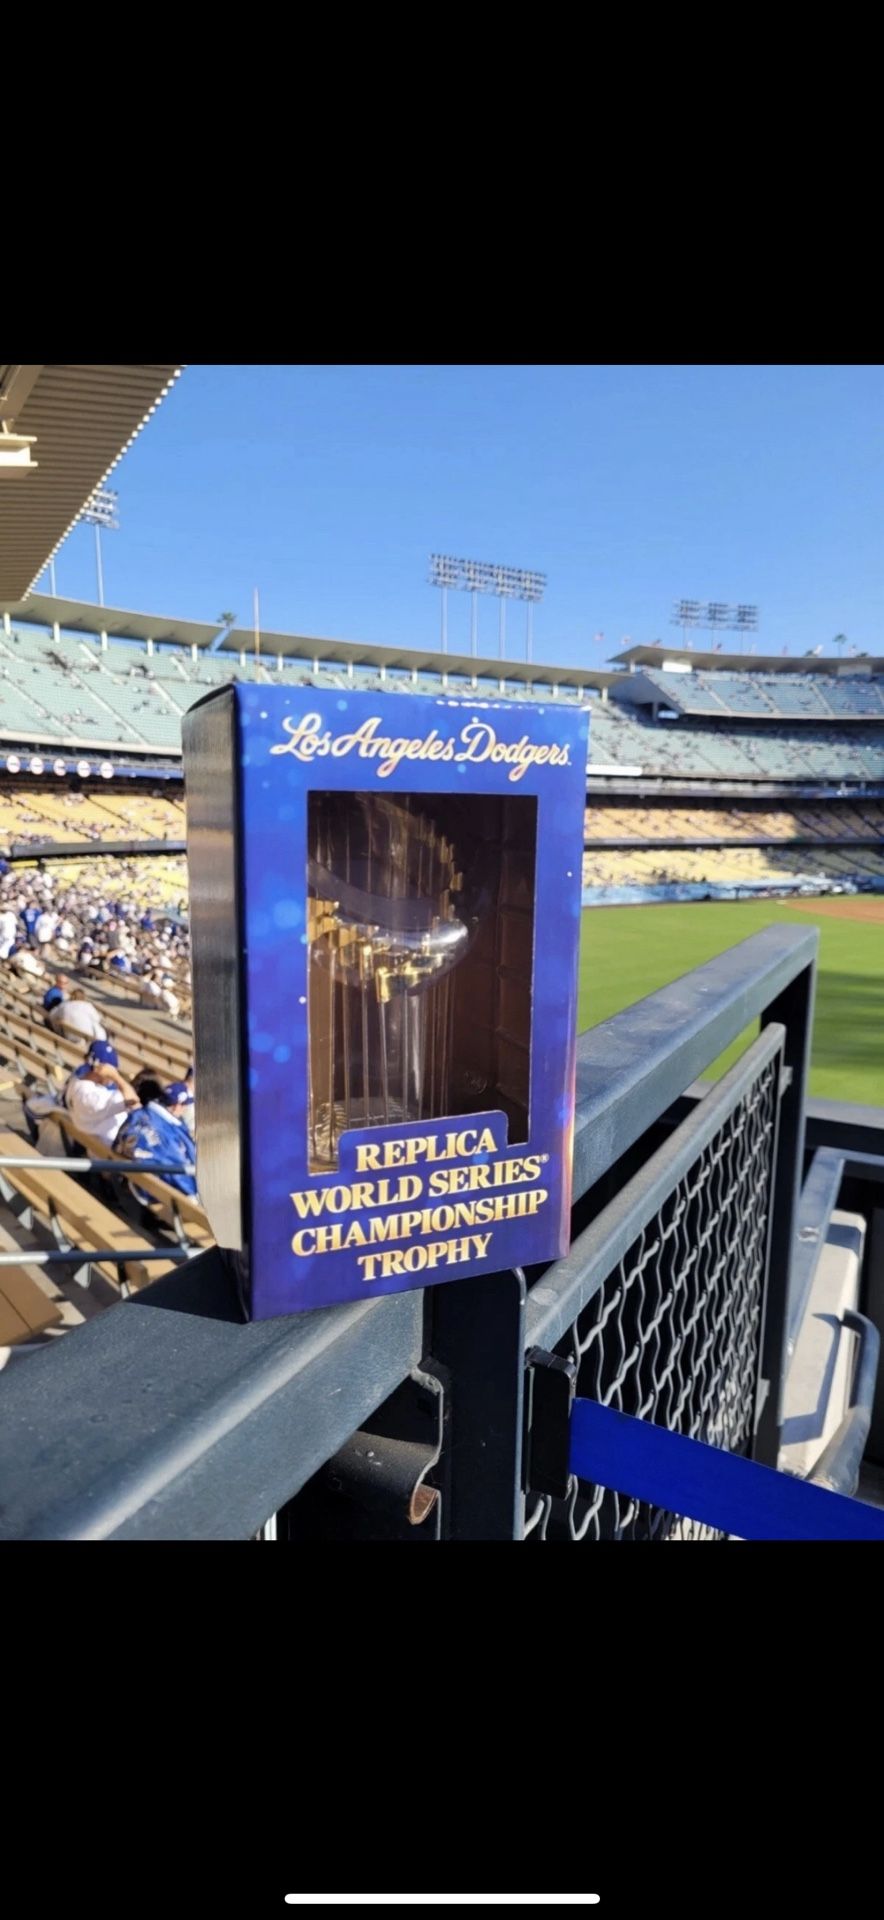 Los Angeles Dodgers
REPLICA
WORLD SERIES®
CHAMPIONSHIP
TROPHY